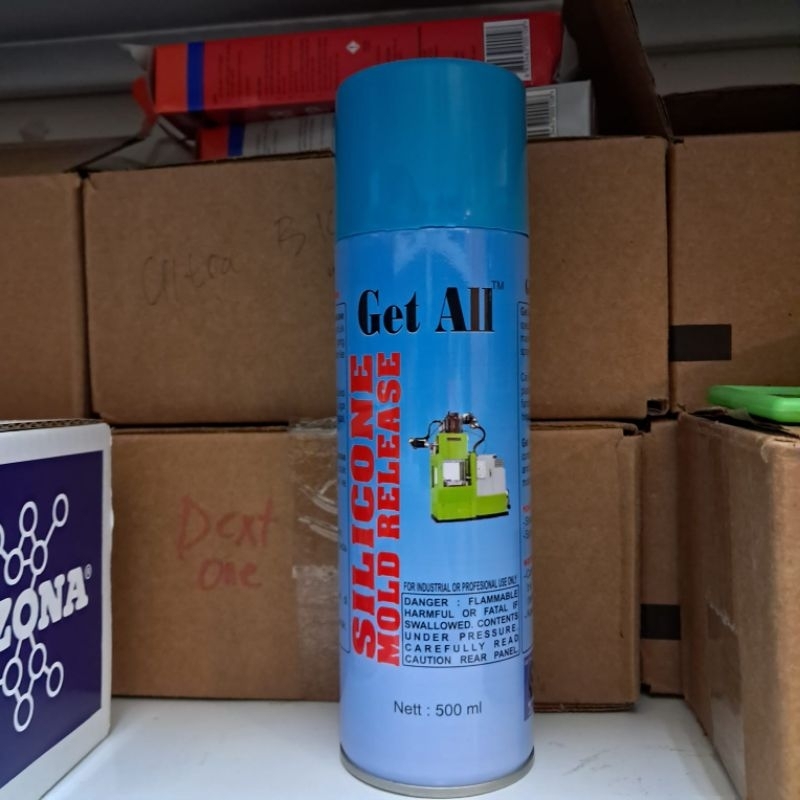 Ultra
Get All™
SILICONE
MOLD RELEASE
FOR INDUSTRIAL OR PROFESIONAL USE ONLY
DANGER : FLAMMABLE
HARMFUL OR FATAL IF
SWALLOWED. CONTENTS
UNDER PRESSURE.
CAREFULLY READ
CAUTION REAR PANEL
Nett : 500 ml
Dext
one
ZONA®